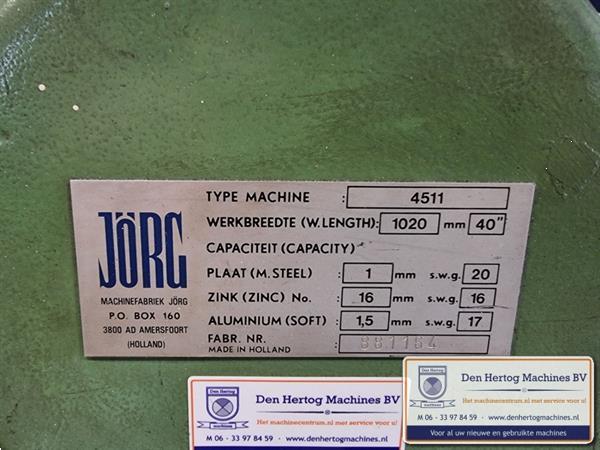 JÖRG
MACHINEFABRIEK JÖRG
P.O. BOX 160
3800 AD AMERSFOORT
(HOLLAND)
TYPE MACHINE : 4511
WERKBREEDTE (W.LENGTH): 1020 mm 40"
CAPACITEIT (CAPACITY)
PLAAT (M. STEEL) : 1 mm s.w.g. 20
ZINK (ZINC) No. : 16 mm s.w.g. 16
ALUMINIUM (SOFT) : 1,5 mm s.w.g. 17
FABR. NR. : 881184
MADE IN HOLLAND
Den Hertog Machines BV
Het machinecentrum.nl met service voor u!
M 06 - 33 97 84 59 - www.denhertogmachines.nl
Den Hertog Machines BV
Het machinecentrum.nl met service voor u!
M 06 - 33 97 84 59 - www.denhertogmachines.nl
Voor al uw nieuwe en gebruikte machines